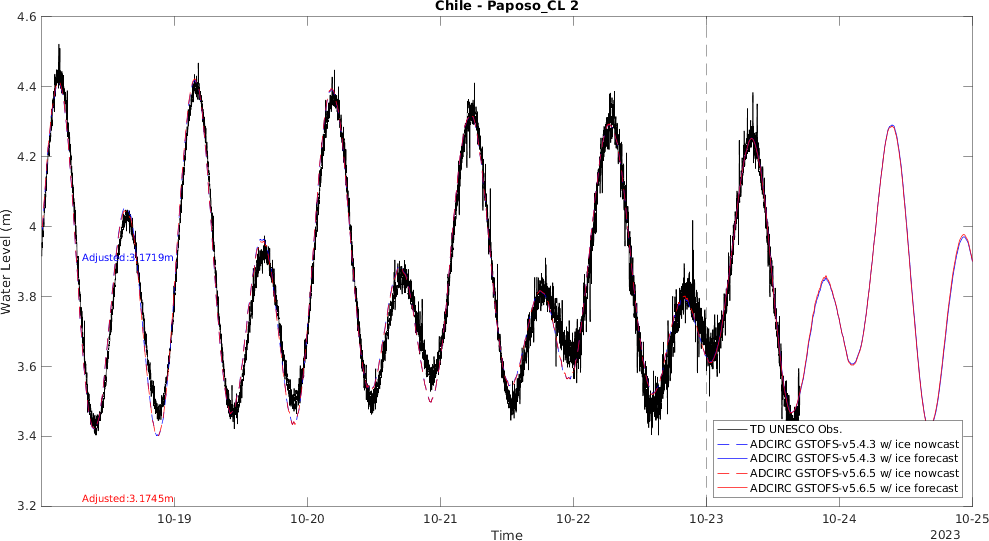 Chile - Paposo_CL 2
4.6
4.4
4.2
4
3.8
3.6
3.4
3.2
Water Level (m)
Adjusted:3.1719m
Adjusted:3.1745m
TD UNESCO Obs.
ADCIRC GSTOFS-v5.4.3 w/ ice nowcast
ADCIRC GSTOFS-v5.4.3 w/ ice forecast
ADCIRC GSTOFS-v5.6.5 w/ ice nowcast
ADCIRC GSTOFS-v5.6.5 w/ ice forecast
10-19 10-20 10-21 10-22 10-23 10-24 10-25
Time
2023